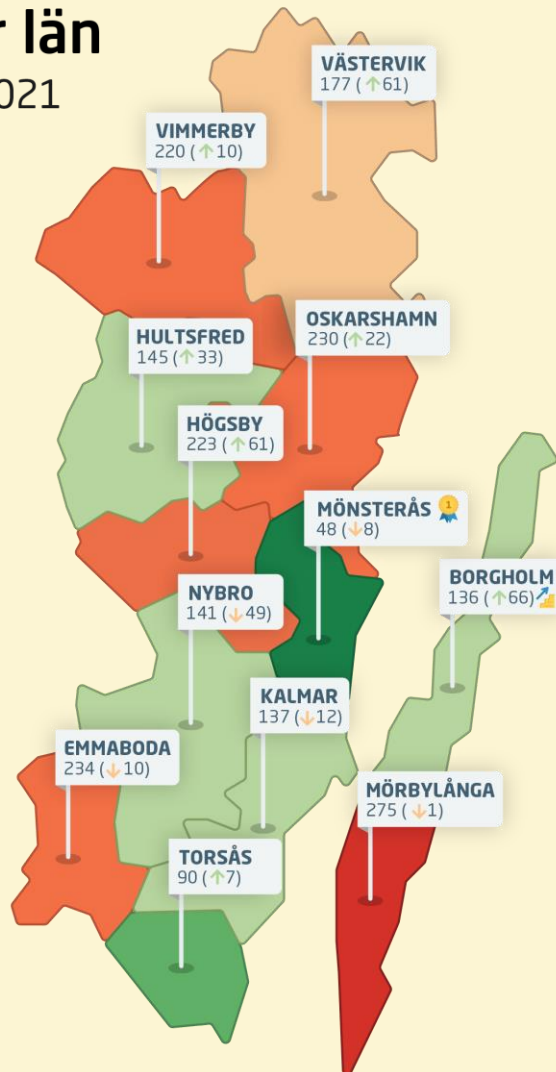 r län
021
VÄSTERVIK
177 (↑61)
VIMMERBY
220 (↑10)
OSKARSHAMN
230 (↑22)
HULTSFRED
145 (↑33)
HÖGSBY
223 (↑61)
MÖNSTERÅS
1
48 (↓8)
BORGHOLM
136 (↑66)
NYBRO
141 (↓49)
KALMAR
137 (↓12)
EMMABODA
234 (↓10)
MÖRBYLÅNGA
275 (↓1)
TORSÅS
90 (↑7)